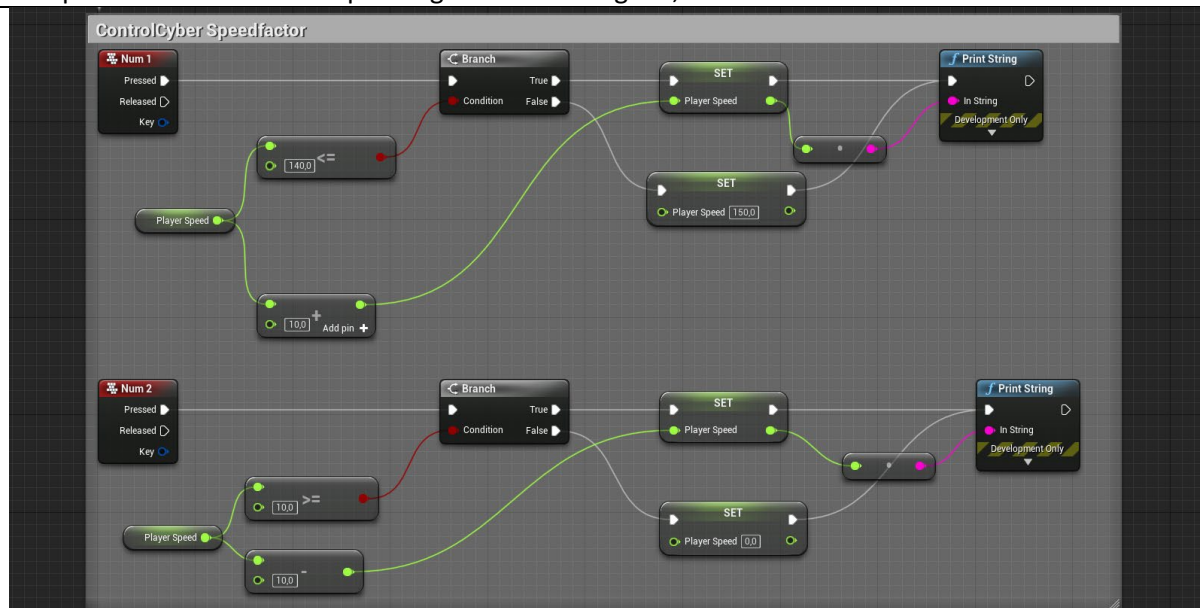 ControlCyber Speedfactor
Num 1
Pressed
Released
Key
Branch
True
Condition
False
SET
Player Speed
Print String
In String
Development Only
140,0 <=
SET
Player Speed 150,0
Player Speed
10,0 +
Add pin +
Num 2
Pressed
Released
Key
Branch
True
Condition
False
SET
Player Speed
Print String
In String
Development Only
10,0 >=
SET
Player Speed 0,0
Player Speed
10,0 -